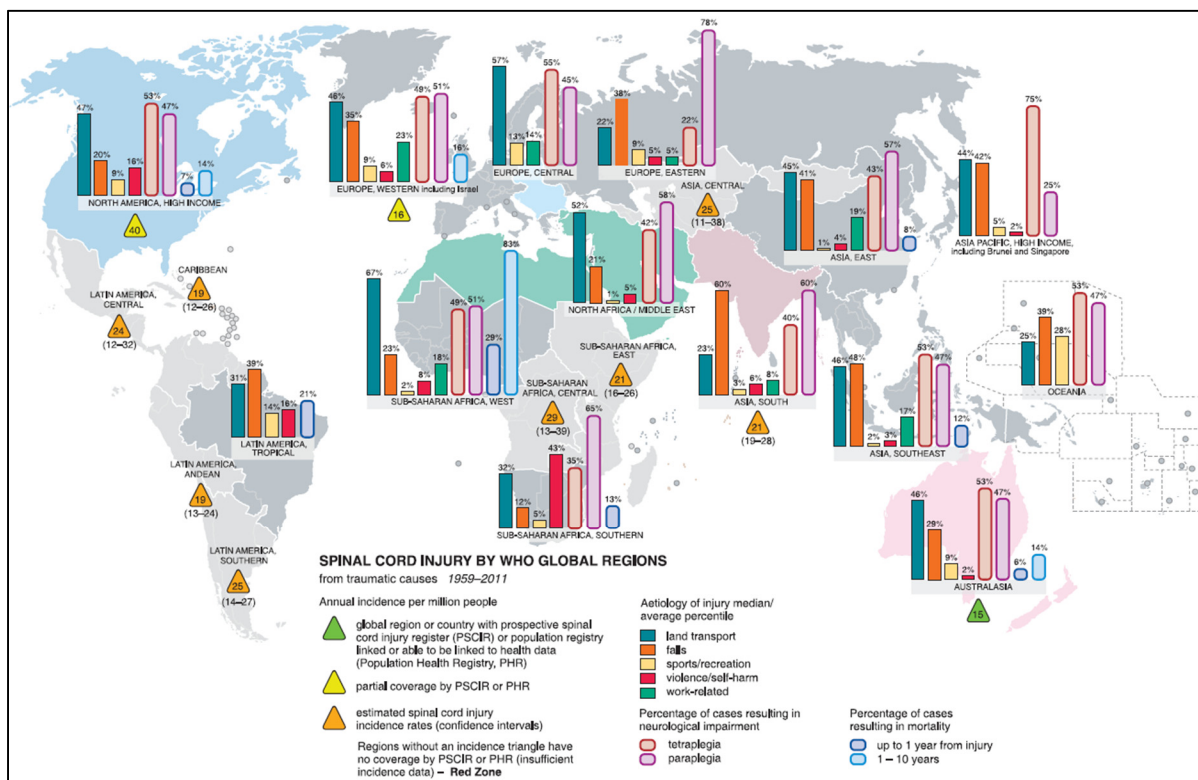 47%
20%
9%
16%
53%
47%
7%
14%
NORTH AMERICA, HIGH INCOME
40
46%
35%
9%
6%
23%
49%
51%
16%
EUROPE, WESTERN including Israel
16
57%
13%
14%
55%
45%
EUROPE, CENTRAL
22%
38%
9%
5%
5%
22%
78%
EUROPE, EASTERN
ASIA, CENTRAL
25
(11–38)
45%
41%
1%
4%
19%
43%
57%
8%
ASIA, EAST
44%
42%
5%
2%
75%
25%
ASIA PACIFIC, HIGH INCOME,
including Brunei and Singapore
CARIBBEAN
19
(12–26)
LATIN AMERICA,
CENTRAL
24
(12–32)
52%
21%
1%
5%
42%
58%
NORTH AFRICA / MIDDLE EAST
67%
23%
2%
8%
18%
49%
51%
29%
83%
SUB-SAHARAN AFRICA, WEST
SUB-SAHARAN AFRICA,
EAST
21
(16–26)
SUB-SAHARAN
AFRICA, CENTRAL
29
(13–39)
23%
60%
3%
6%
8%
40%
60%
ASIA, SOUTH
21
(19–28)
46%
48%
2%
3%
17%
53%
47%
12%
ASIA, SOUTHEAST
25%
39%
28%
53%
47%
OCEANIA
31%
39%
14%
16%
21%
LATIN AMERICA,
TROPICAL
LATIN AMERICA,
ANDEAN
19
(13–24)
LATIN AMERICA,
SOUTHERN
25
(14–27)
32%
12%
5%
43%
35%
65%
13%
SUB-SAHARAN AFRICA, SOUTHERN
46%
29%
9%
2%
53%
47%
6%
14%
AUSTRALASIA
15
SPINAL CORD INJURY BY WHO GLOBAL REGIONS
from traumatic causes 1959–2011
Annual incidence per million people
global region or country with prospective spinal
cord injury register (PSCIR) or population registry
linked or able to be linked to health data
(Population Health Registry, PHR)
partial coverage by PSCIR or PHR
estimated spinal cord injury
incidence rates (confidence intervals)
Regions without an incidence triangle have
no coverage by PSCIR or PHR (insufficient
incidence data) – Red Zone
Aetiology of injury median/
average percentile
land transport
falls
sports/recreation
violence/self-harm
work-related
Percentage of cases resulting in
neurological impairment
tetraplegia
paraplegia
Percentage of cases
resulting in mortality
up to 1 year from injury
1 – 10 years